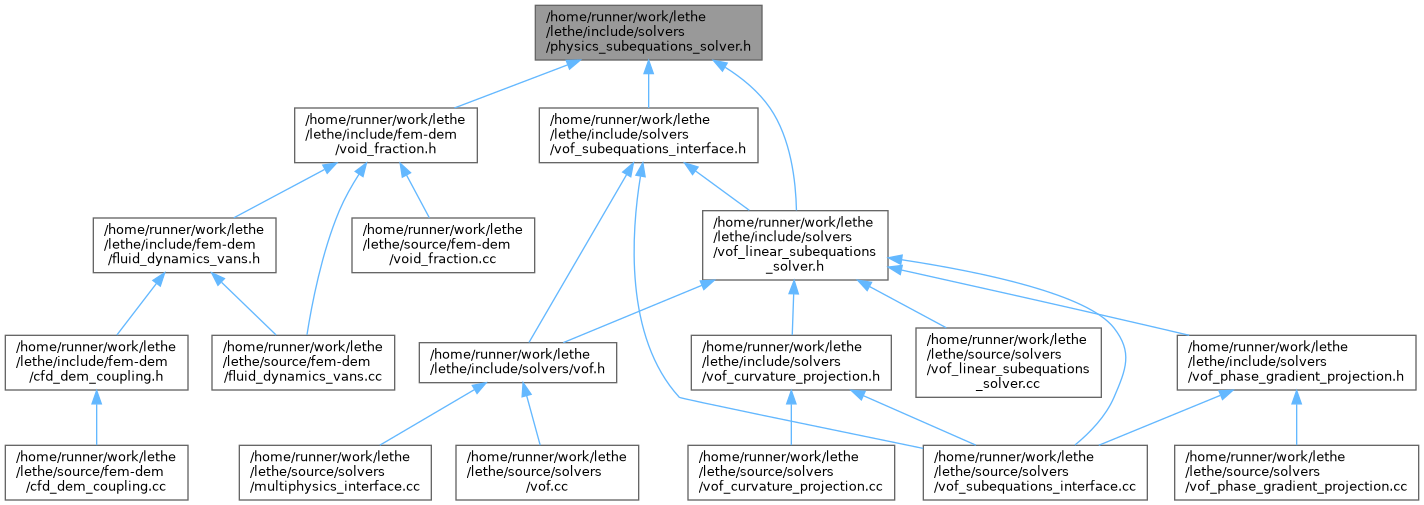 /home/runner/work/lethe
/lethe/include/solvers
/physics_subequations_solver.h
/home/runner/work/lethe
/lethe/include/fem-dem
/void_fraction.h
/home/runner/work/lethe
/lethe/include/solvers
/vof_subequations_interface.h
/home/runner/work/lethe
/lethe/include/fem-dem
/fluid_dynamics_vans.h
/home/runner/work/lethe
/lethe/source/fem-dem
/void_fraction.cc
/home/runner/work/lethe
/lethe/include/solvers
/vof_linear_subequations
_solver.h
/home/runner/work/lethe
/lethe/include/fem-dem
/cfd_dem_coupling.h
/home/runner/work/lethe
/lethe/source/fem-dem
/fluid_dynamics_vans.cc
/home/runner/work/lethe
/lethe/include/solvers/vof.h
/home/runner/work/lethe
/lethe/include/solvers
/vof_curvature_projection.h
/home/runner/work/lethe
/lethe/source/solvers
/vof_linear_subequations
_solver.cc
/home/runner/work/lethe
/lethe/include/solvers
/vof_phase_gradient_projection.h
/home/runner/work/lethe
/lethe/source/fem-dem
/cfd_dem_coupling.cc
/home/runner/work/lethe
/lethe/source/solvers
/multiphysics_interface.cc
/home/runner/work/lethe
/lethe/source/solvers
/vof.cc
/home/runner/work/lethe
/lethe/source/solvers
/vof_curvature_projection.cc
/home/runner/work/lethe
/lethe/source/solvers
/vof_subequations_interface.cc
/home/runner/work/lethe
/lethe/source/solvers
/vof_phase_gradient_projection.cc